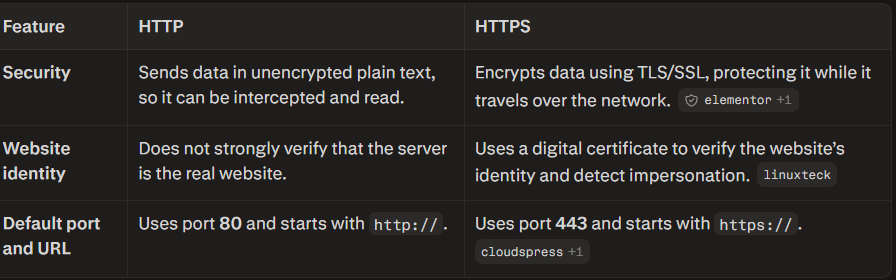 Feature HTTP HTTPS
Security Sends data in unencrypted plain text, Encrypts data using TLS/SSL, protecting it while it
so it can be intercepted and read. travels over the network. elementor +1
Website Does not strongly verify that the server Uses a digital certificate to verify the website’s
identity is the real website. identity and detect impersonation. linuxteck
Default port Uses port 80 and starts with http://. Uses port 443 and starts with https://.
and URL cloudspress +1